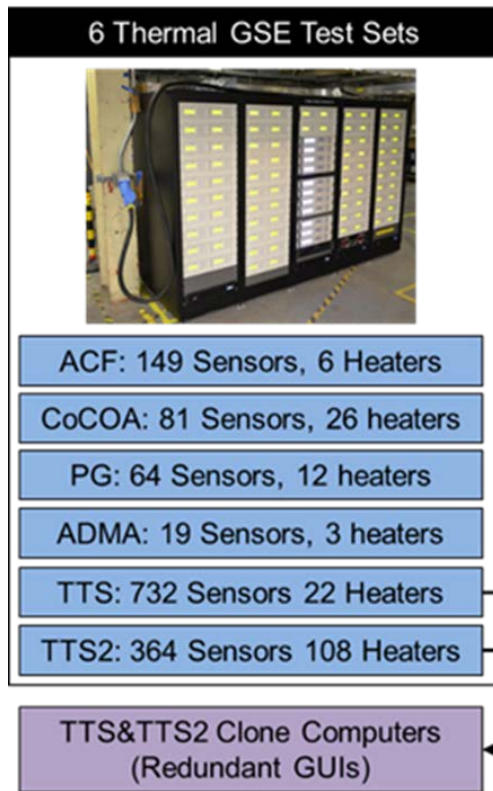 6 Thermal GSE Test Sets
ACF: 149 Sensors, 6 Heaters
CoCOA: 81 Sensors, 26 heaters
PG: 64 Sensors, 12 heaters
ADMA: 19 Sensors, 3 heaters
TTS: 732 Sensors 22 Heaters
TTS2: 364 Sensors 108 Heaters
TTS&TTS2 Clone Computers
(Redundant GUIs)